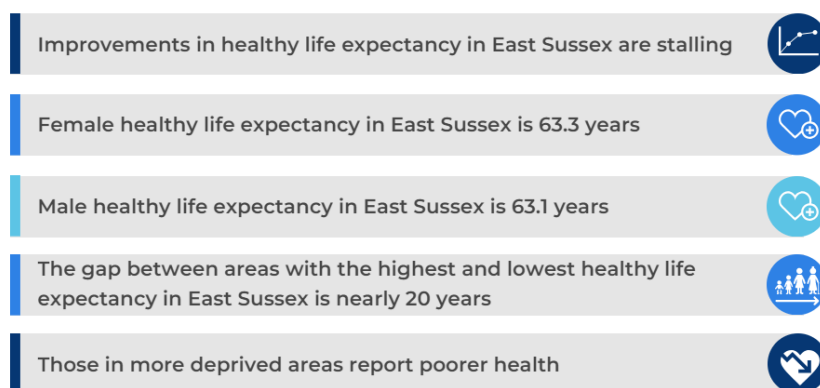 Improvements in healthy life expectancy in East Sussex are stalling
Female healthy life expectancy in East Sussex is 63.3 years
Male healthy life expectancy in East Sussex is 63.1 years
The gap between areas with the highest and lowest healthy life
expectancy in East Sussex is nearly 20 years
Those in more deprived areas report poorer health